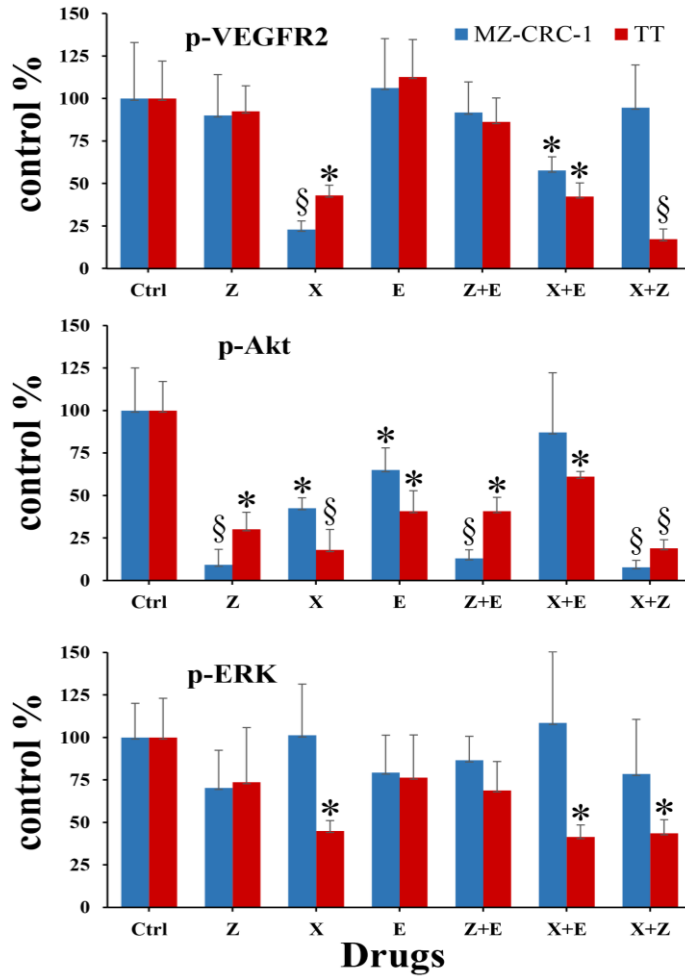 p-VEGFR2
MZ-CRC-1 TT
control %
150
125
100
75
50
25
0
§ * * * §
Ctrl Z X E Z+E X+E X+Z
p-Akt
control %
150
125
100
75
50
25
0
§ * * § * * § * * § §
Ctrl Z X E Z+E X+E X+Z
p-ERK
control %
150
125
100
75
50
25
0
* * *
Ctrl Z X E Z+E X+E X+Z
Drugs